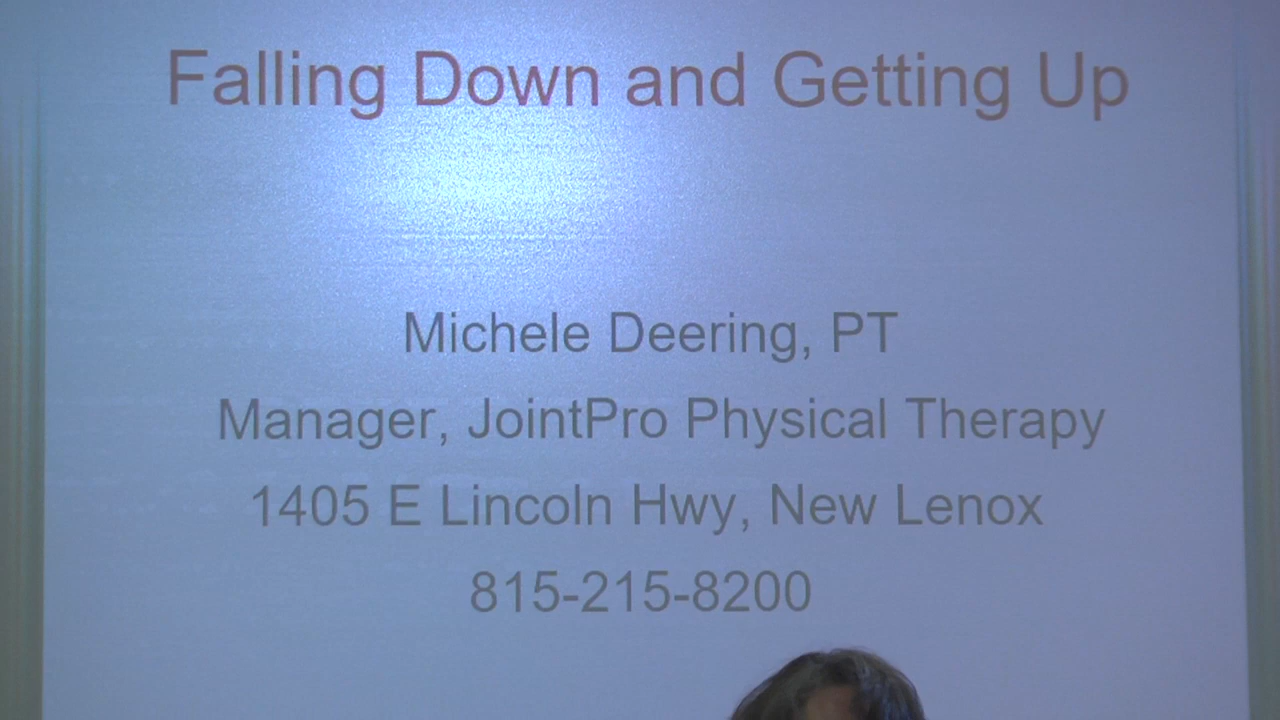 Falling Down and Getting Up
Michele Deering, PT
Manager, JointPro Physical Therapy
1405 E Lincoln Hwy, New Lenox
815-215-8200